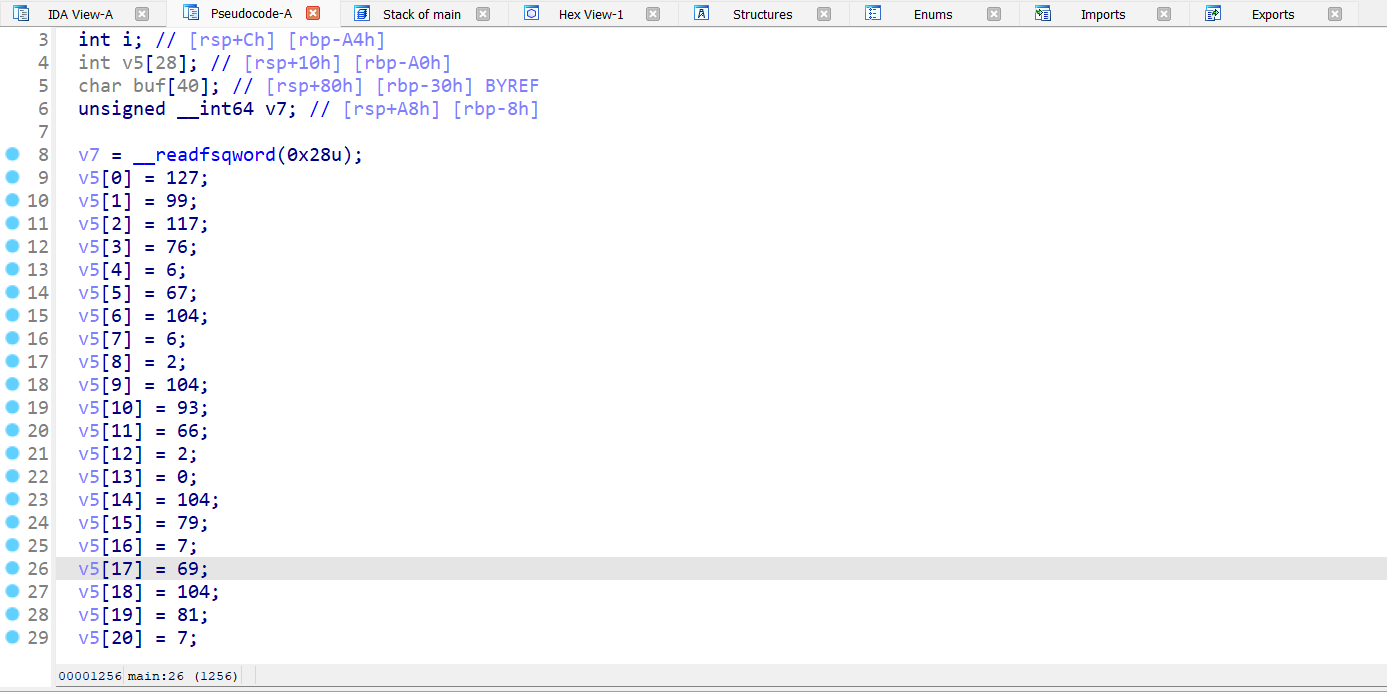 IDA View-A Pseudocode-A Stack of main Hex View-1 Structures Enums Imports Exports
3 int i; // [rsp+Ch] [rbp-A4h]
4 int v5[28]; // [rsp+10h] [rbp-A0h]
5 char buf[40]; // [rsp+80h] [rbp-30h] BYREF
6 unsigned __int64 v7; // [rsp+A8h] [rbp-8h]
7
8 v7 = __readfsqword(0x28u);
9 v5[0] = 127;
10 v5[1] = 99;
11 v5[2] = 117;
12 v5[3] = 76;
13 v5[4] = 6;
14 v5[5] = 67;
15 v5[6] = 104;
16 v5[7] = 6;
17 v5[8] = 2;
18 v5[9] = 104;
19 v5[10] = 93;
20 v5[11] = 66;
21 v5[12] = 2;
22 v5[13] = 0;
23 v5[14] = 104;
24 v5[15] = 79;
25 v5[16] = 7;
26 v5[17] = 69;
27 v5[18] = 104;
28 v5[19] = 81;
29 v5[20] = 7;
00001256 main:26 (1256)